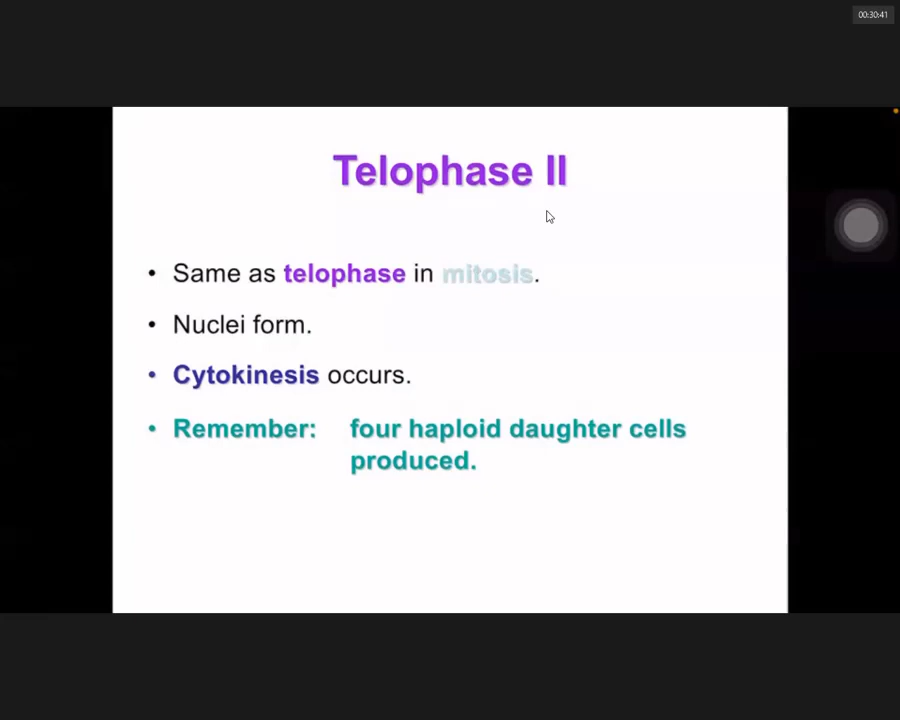 00:30:41
Telophase II
• Same as telophase in mitosis.
• Nuclei form.
• Cytokinesis occurs.
• Remember: four haploid daughter cells
produced.